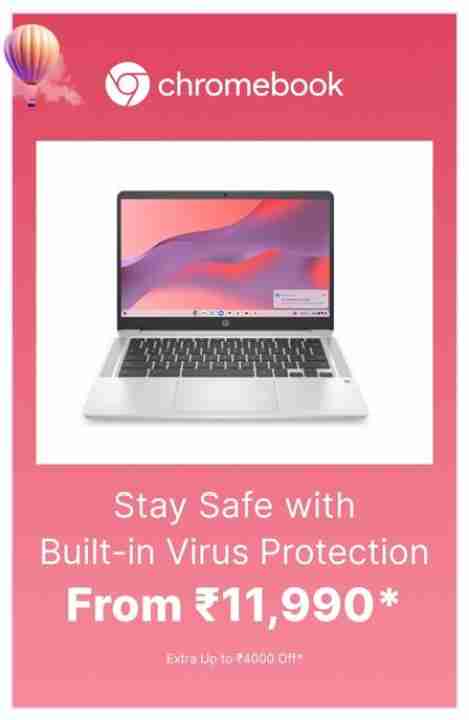 chromebook
Stay Safe with
Built-in Virus Protection
From ₹11,990*
Extra Up to ₹4000 Off*